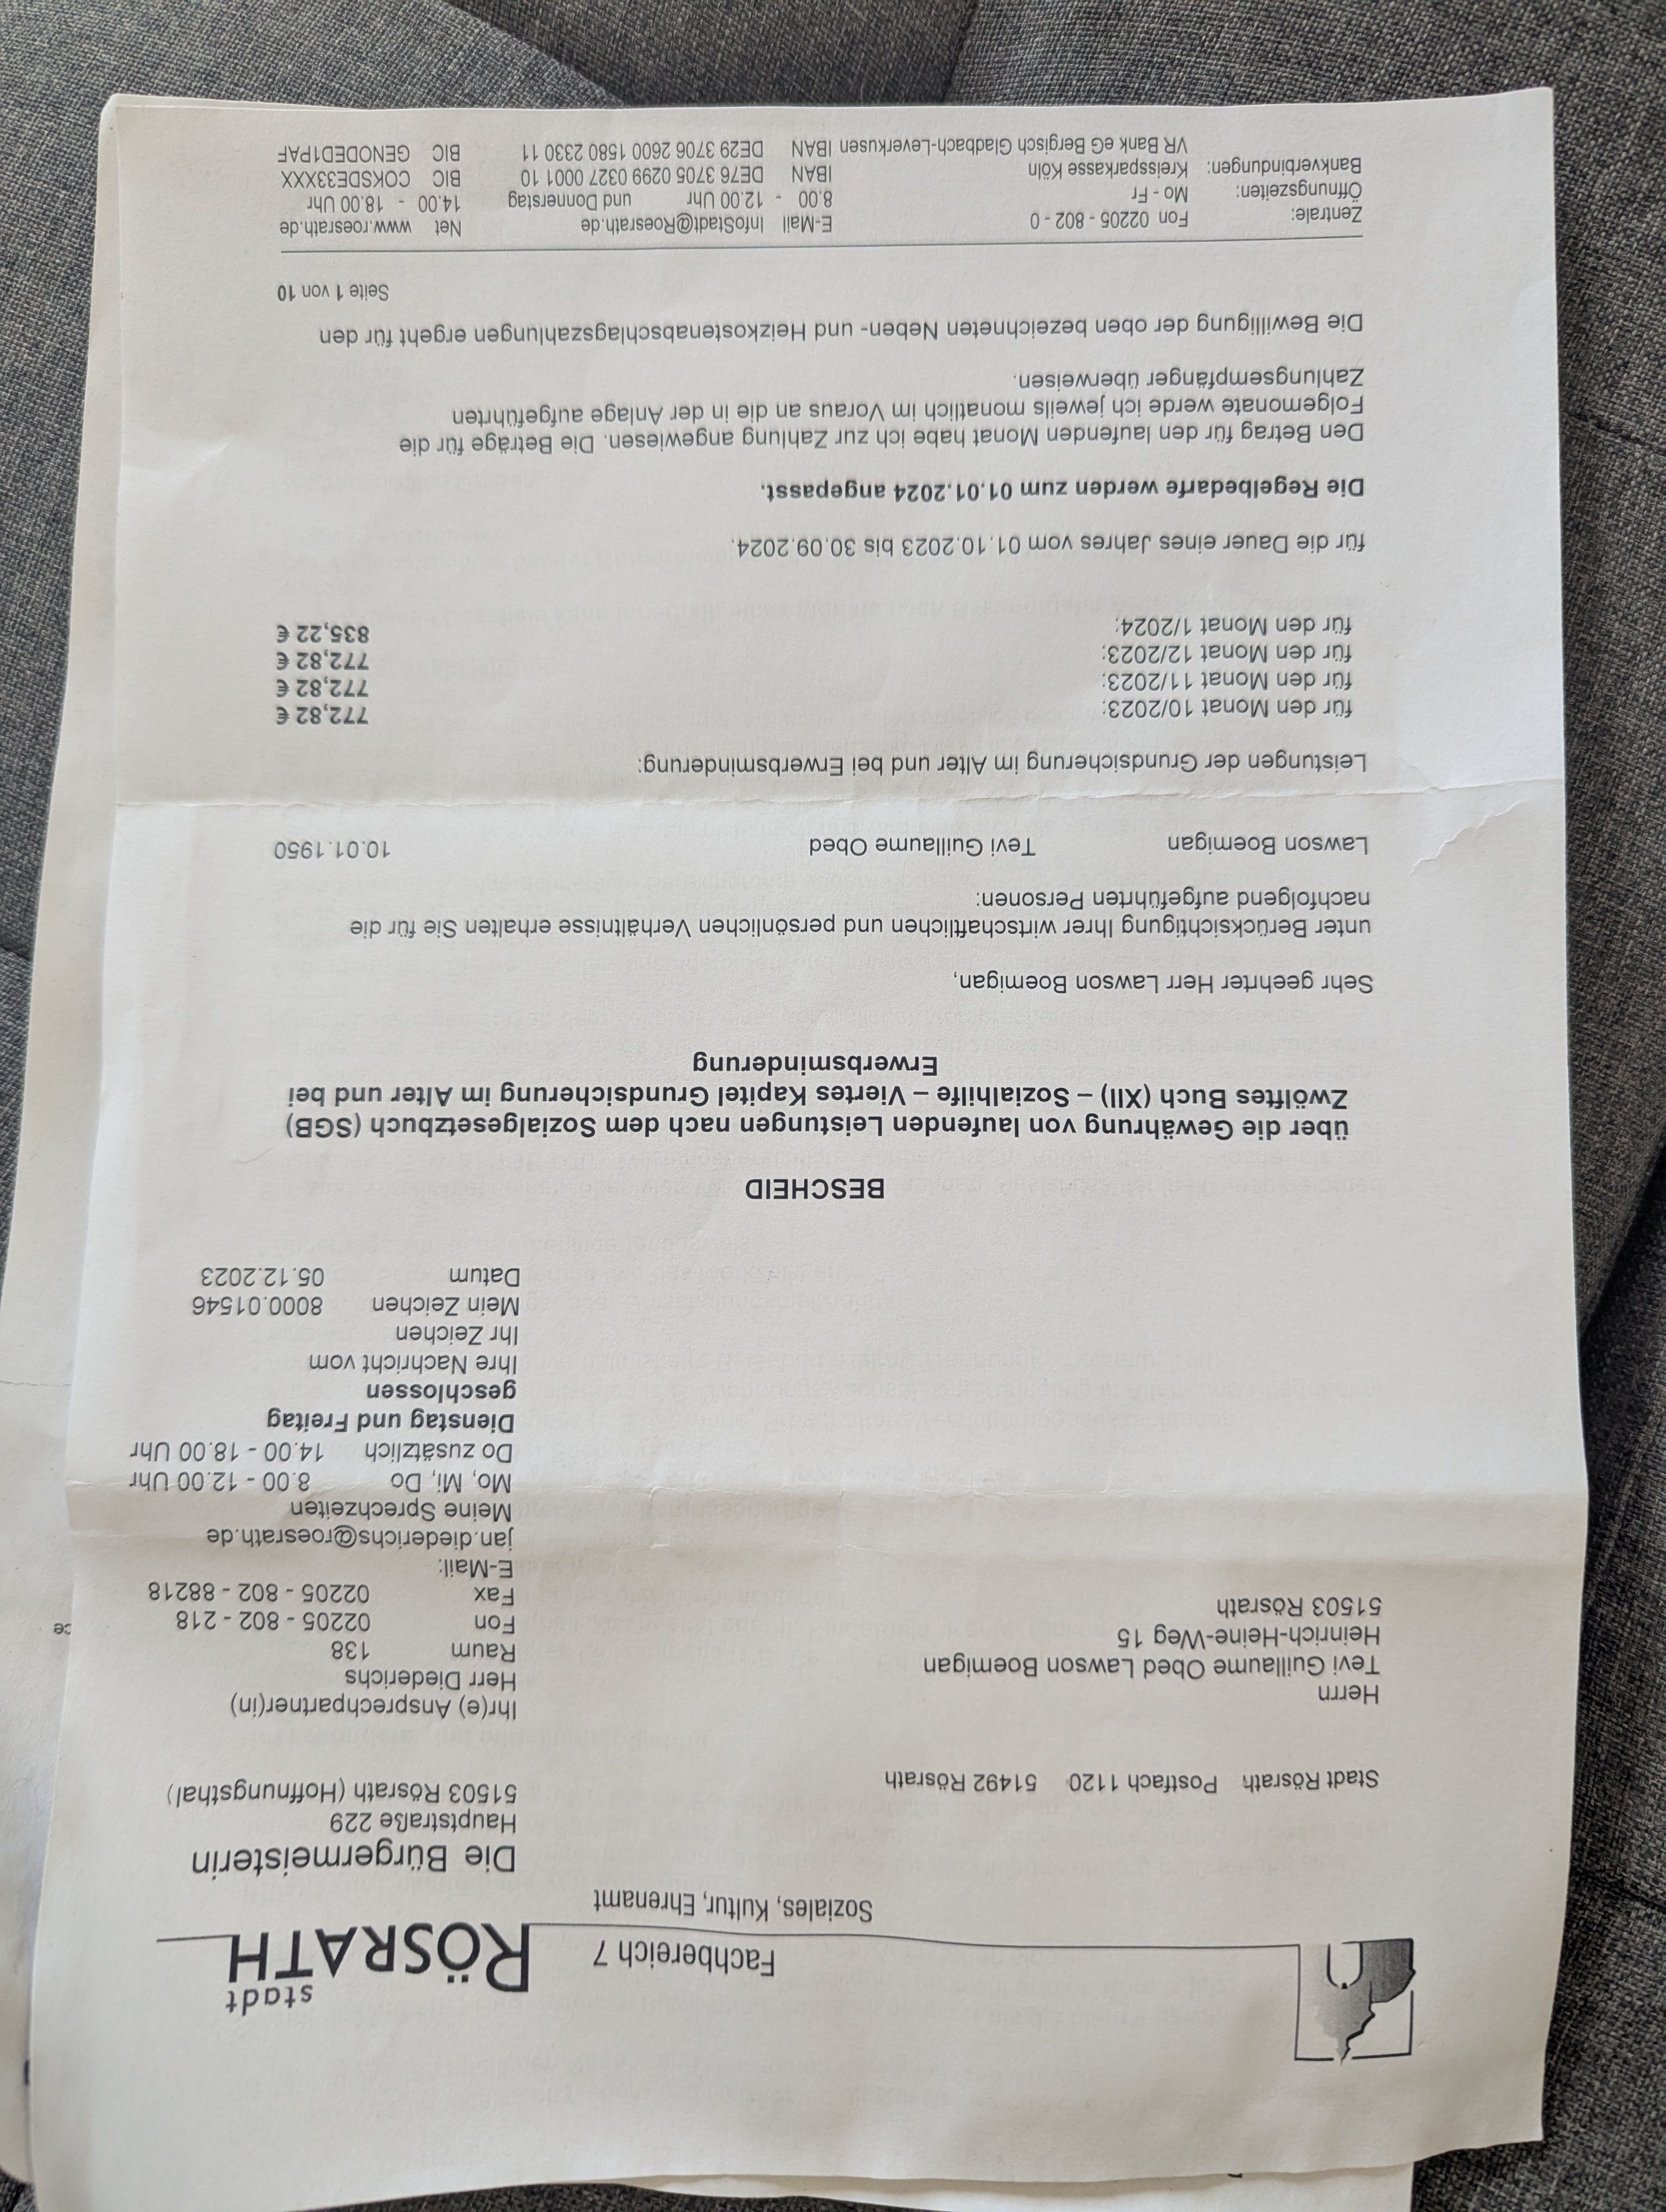 stadt
RÖSRATH
Fachbereich 7
Soziales, Kultur, Ehrenamt
Die Bürgermeisterin
Hauptstraße 229
51503 Rösrath (Hoffnungsthal)
Stadt Rösrath Postfach 1120 51492 Rösrath
Herrn
Tevi Guillaume Obed Lawson Boemigan
Heinrich-Heine-Weg 15
51503 Rösrath
Ihr(e) Ansprechpartner(in)
Herr Diederichs
Raum 138
Fon 02205 - 802 - 218
Fax 02205 - 802 - 88218
E-Mail:
jan.diederichs@roesrath.de
Meine Sprechzeiten
Mo, Mi, Do 8.00 - 12.00 Uhr
Do zusätzlich 14.00 - 18.00 Uhr
Dienstag und Freitag
geschlossen
Ihre Nachricht vom
Ihr Zeichen
Mein Zeichen 8000.01546
Datum 05.12.2023
BESCHEID
über die Gewährung von laufenden Leistungen nach dem Sozialgesetzbuch (SGB)
Zwölftes Buch (XII) – Sozialhilfe – Viertes Kapitel Grundsicherung im Alter und bei
Erwerbsminderung
Sehr geehrter Herr Lawson Boemigan,
unter Berücksichtigung Ihrer wirtschaftlichen und persönlichen Verhältnisse erhalten Sie für die
nachfolgend aufgeführten Personen:
Lawson Boemigan Tevi Guillaume Obed 10.01.1950
Leistungen der Grundsicherung im Alter und bei Erwerbsminderung:
für den Monat 10/2023: 772,82 €
für den Monat 11/2023: 772,82 €
für den Monat 12/2023: 772,82 €
für den Monat 1/2024: 835,22 €
für die Dauer eines Jahres vom 01.10.2023 bis 30.09.2024.
Die Regelbedarfe werden zum 01.01.2024 angepasst.
Den Betrag für den laufenden Monat habe ich zur Zahlung angewiesen. Die Beträge für die
Folgemonate werde ich jeweils monatlich im Voraus an die in der Anlage aufgeführten
Zahlungsempfänger überweisen.
Die Bewilligung der oben bezeichneten Neben- und Heizkostenabschlagszahlungen ergeht für den
Seite 1 von 10
Zentrale: Fon 02205 - 802 - 0 E-Mail InfoStadt@Roesrath.de Net www.roesrath.de
Öffnungszeiten: Mo - Fr 8.00 - 12.00 Uhr und Donnerstag 14.00 - 18.00 Uhr
Bankverbindungen: Kreissparkasse Köln IBAN DE76 3705 0299 0327 0001 10 BIC COKSDE33XXX
VR Bank eG Bergisch Gladbach-Leverkusen IBAN DE29 3706 2600 1580 2330 11 BIC GENODED1PAF